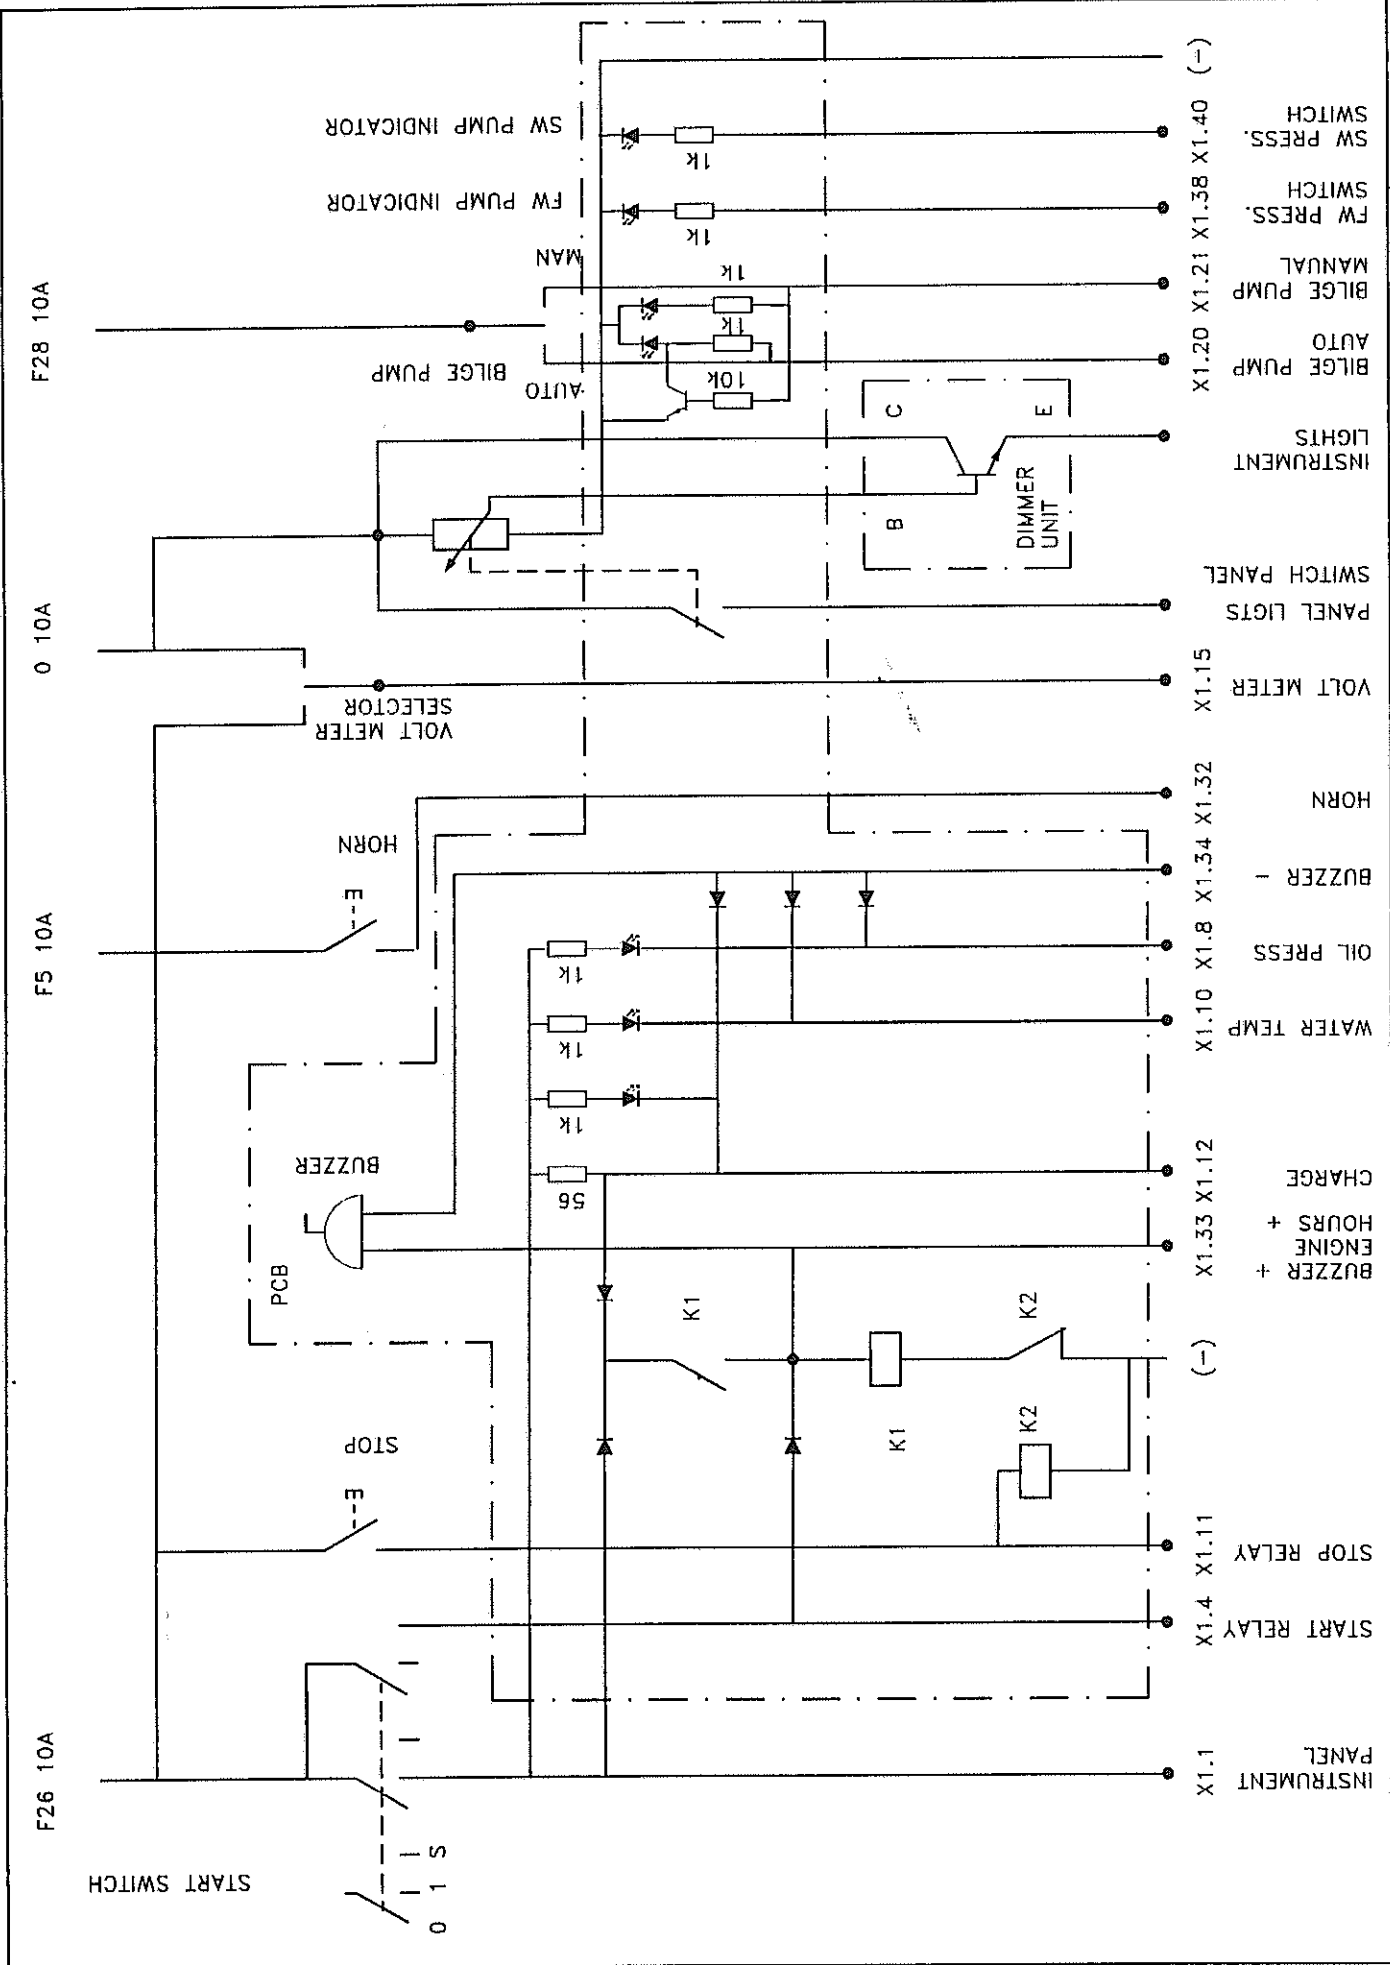 F28 10A
0 10A
F5 10A
F26 10A
SW PUMP INDICATOR
FW PUMP INDICATOR
MAN
BILGE PUMP
AUTO
VOLT METER
SELECTOR
HORN
E
BUZZER
PCB
STOP
E
START SWITCH
0 1 S
1k
1k
1k
1k
10k
C
E
B
DIMMER
UNIT
1k
1k
1k
56
K1
K2
K1
K2
(-)
X1.40
SW PRESS.
SWITCH
X1.38
FW PRESS.
SWITCH
X1.21
BILGE PUMP
MANUAL
X1.20
BILGE PUMP
AUTO
INSTRUMENT
LIGHTS
PANEL LIGTS
SWITCH PANEL
X1.15
VOLT METER
X1.32
HORN
X1.34
BUZZER -
X1.8
OIL PRESS
X1.10
WATER TEMP
X1.12
CHARGE
X1.33
BUZZER +
ENGINE
HOURS +
(-)
X1.11
STOP RELAY
X1.4
START RELAY
X1.1
INSTRUMENT
PANEL